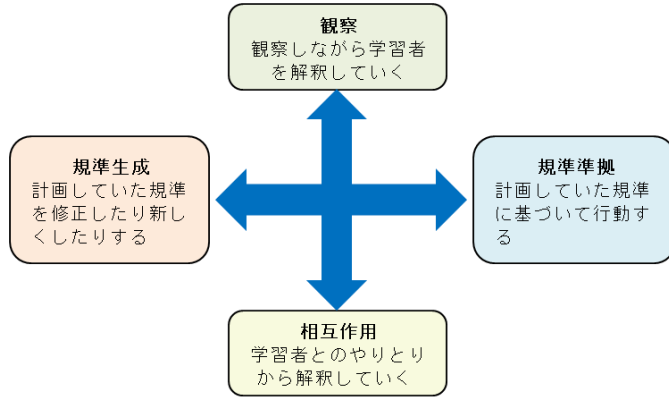 観察
観察しながら学習者
を解釈していく
規準生成
計画していた規準
を修正したり新し
くしたりする
規準準拠
計画していた規準
に基づいて行動す
る
相互作用
学習者とのやりとり
から解釈していく